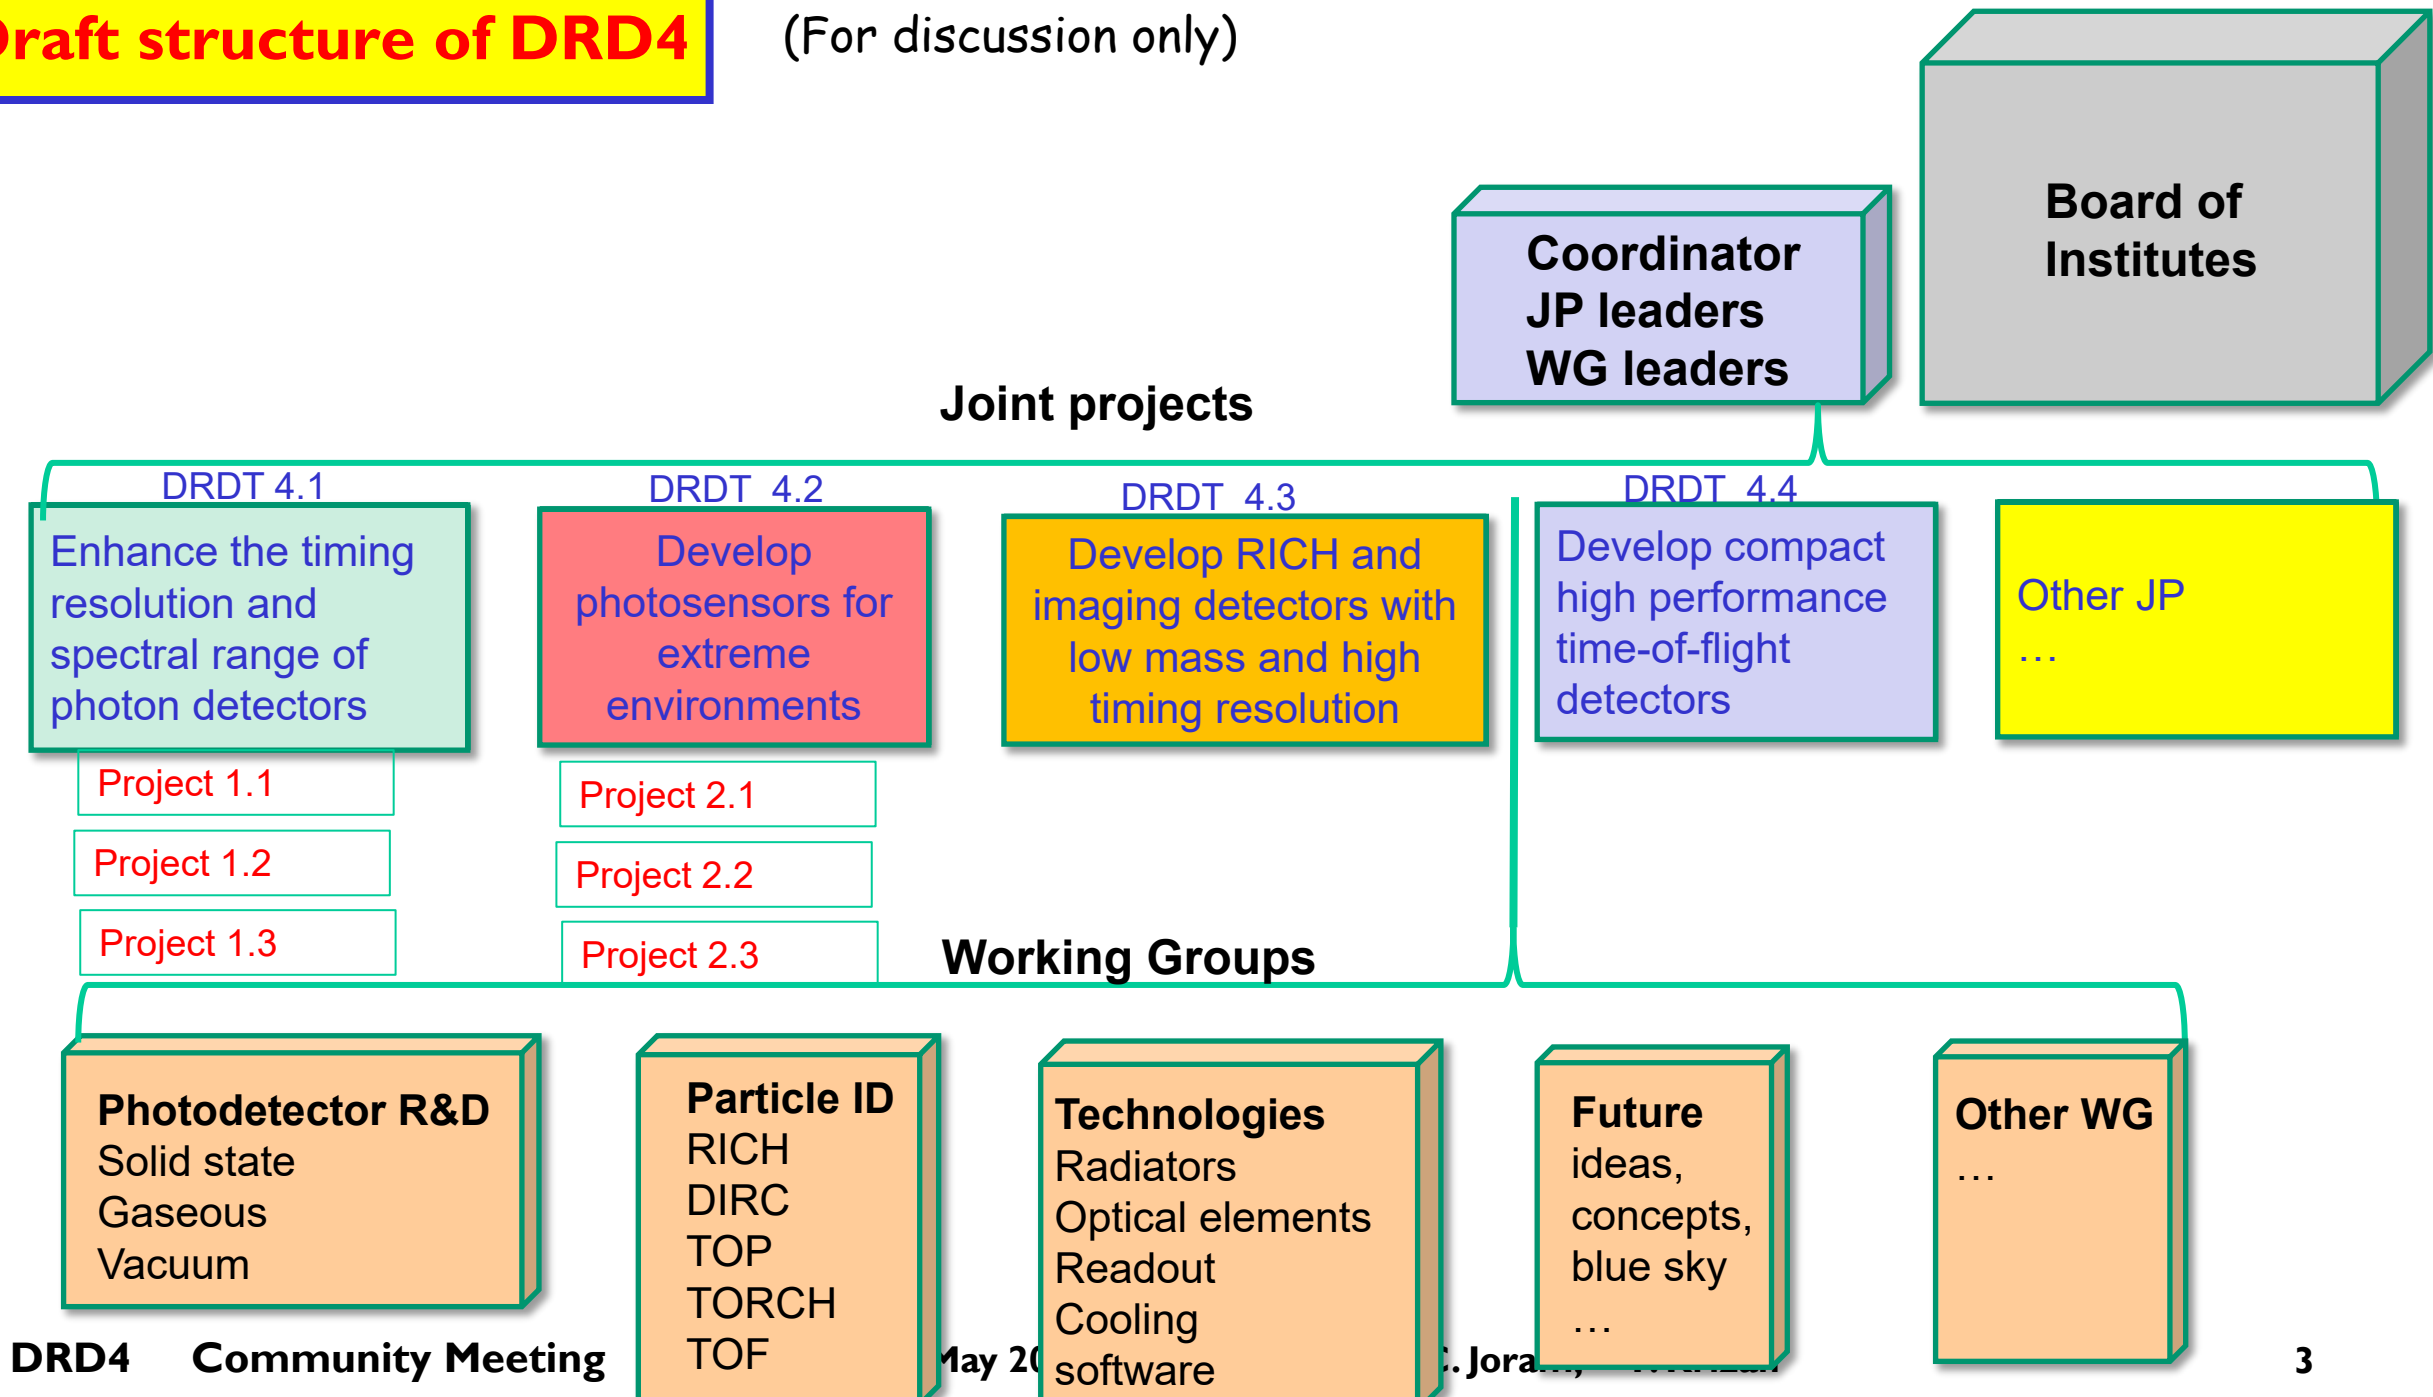 Draft structure of DRD4
(For discussion only)
Board of
Institutes
Coordinator
JP leaders
WG leaders
Joint projects
DRDT 4.1
Enhance the timing
resolution and
spectral range of
photon detectors
Project 1.1
Project 1.2
Project 1.3
DRDT 4.2
Develop
photosensors for
extreme
environments
Project 2.1
Project 2.2
Project 2.3
DRDT 4.3
Develop RICH and
imaging detectors with
low mass and high
timing resolution
DRDT 4.4
Develop compact
high performance
time-of-flight
detectors
Other JP
…
Working Groups
Photodetector R&D
Solid state
Gaseous
Vacuum
Particle ID
RICH
DIRC
TOP
TORCH
TOF
Technologies
Radiators
Optical elements
Readout
Cooling
software
Future
ideas,
concepts,
blue sky
…
Other WG
…
DRD4 Community Meeting May 20 C. Joram, 3